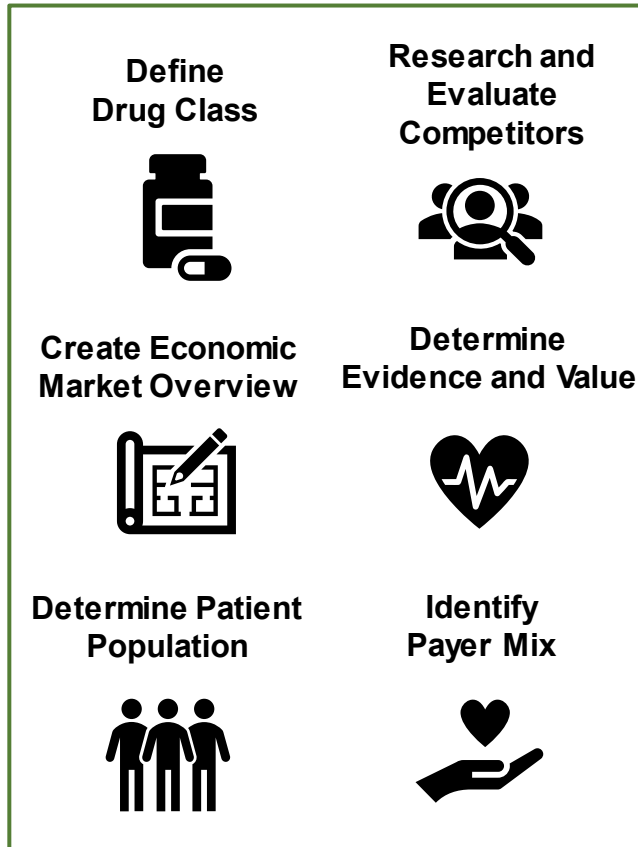 Define
Drug Class
Research and
Evaluate
Competitors
Create Economic
Market Overview
Determine
Evidence and Value
Determine Patient
Population
Identify
Payer Mix